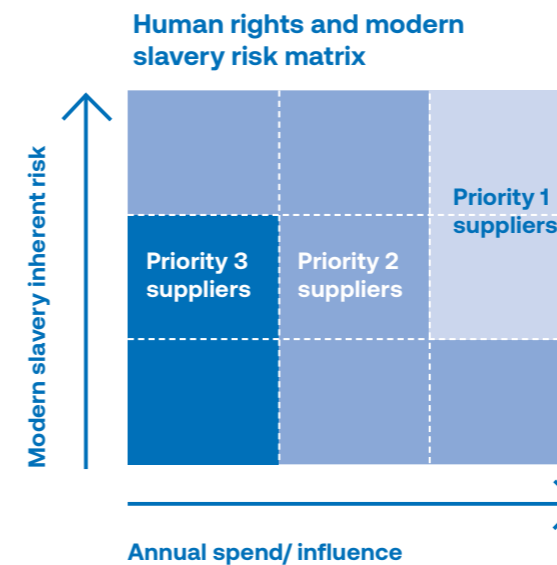 Human rights and modern
slavery risk matrix
Modern slavery inherent risk
Priority 1
suppliers
Priority 3
suppliers
Priority 2
suppliers
Annual spend/ influence